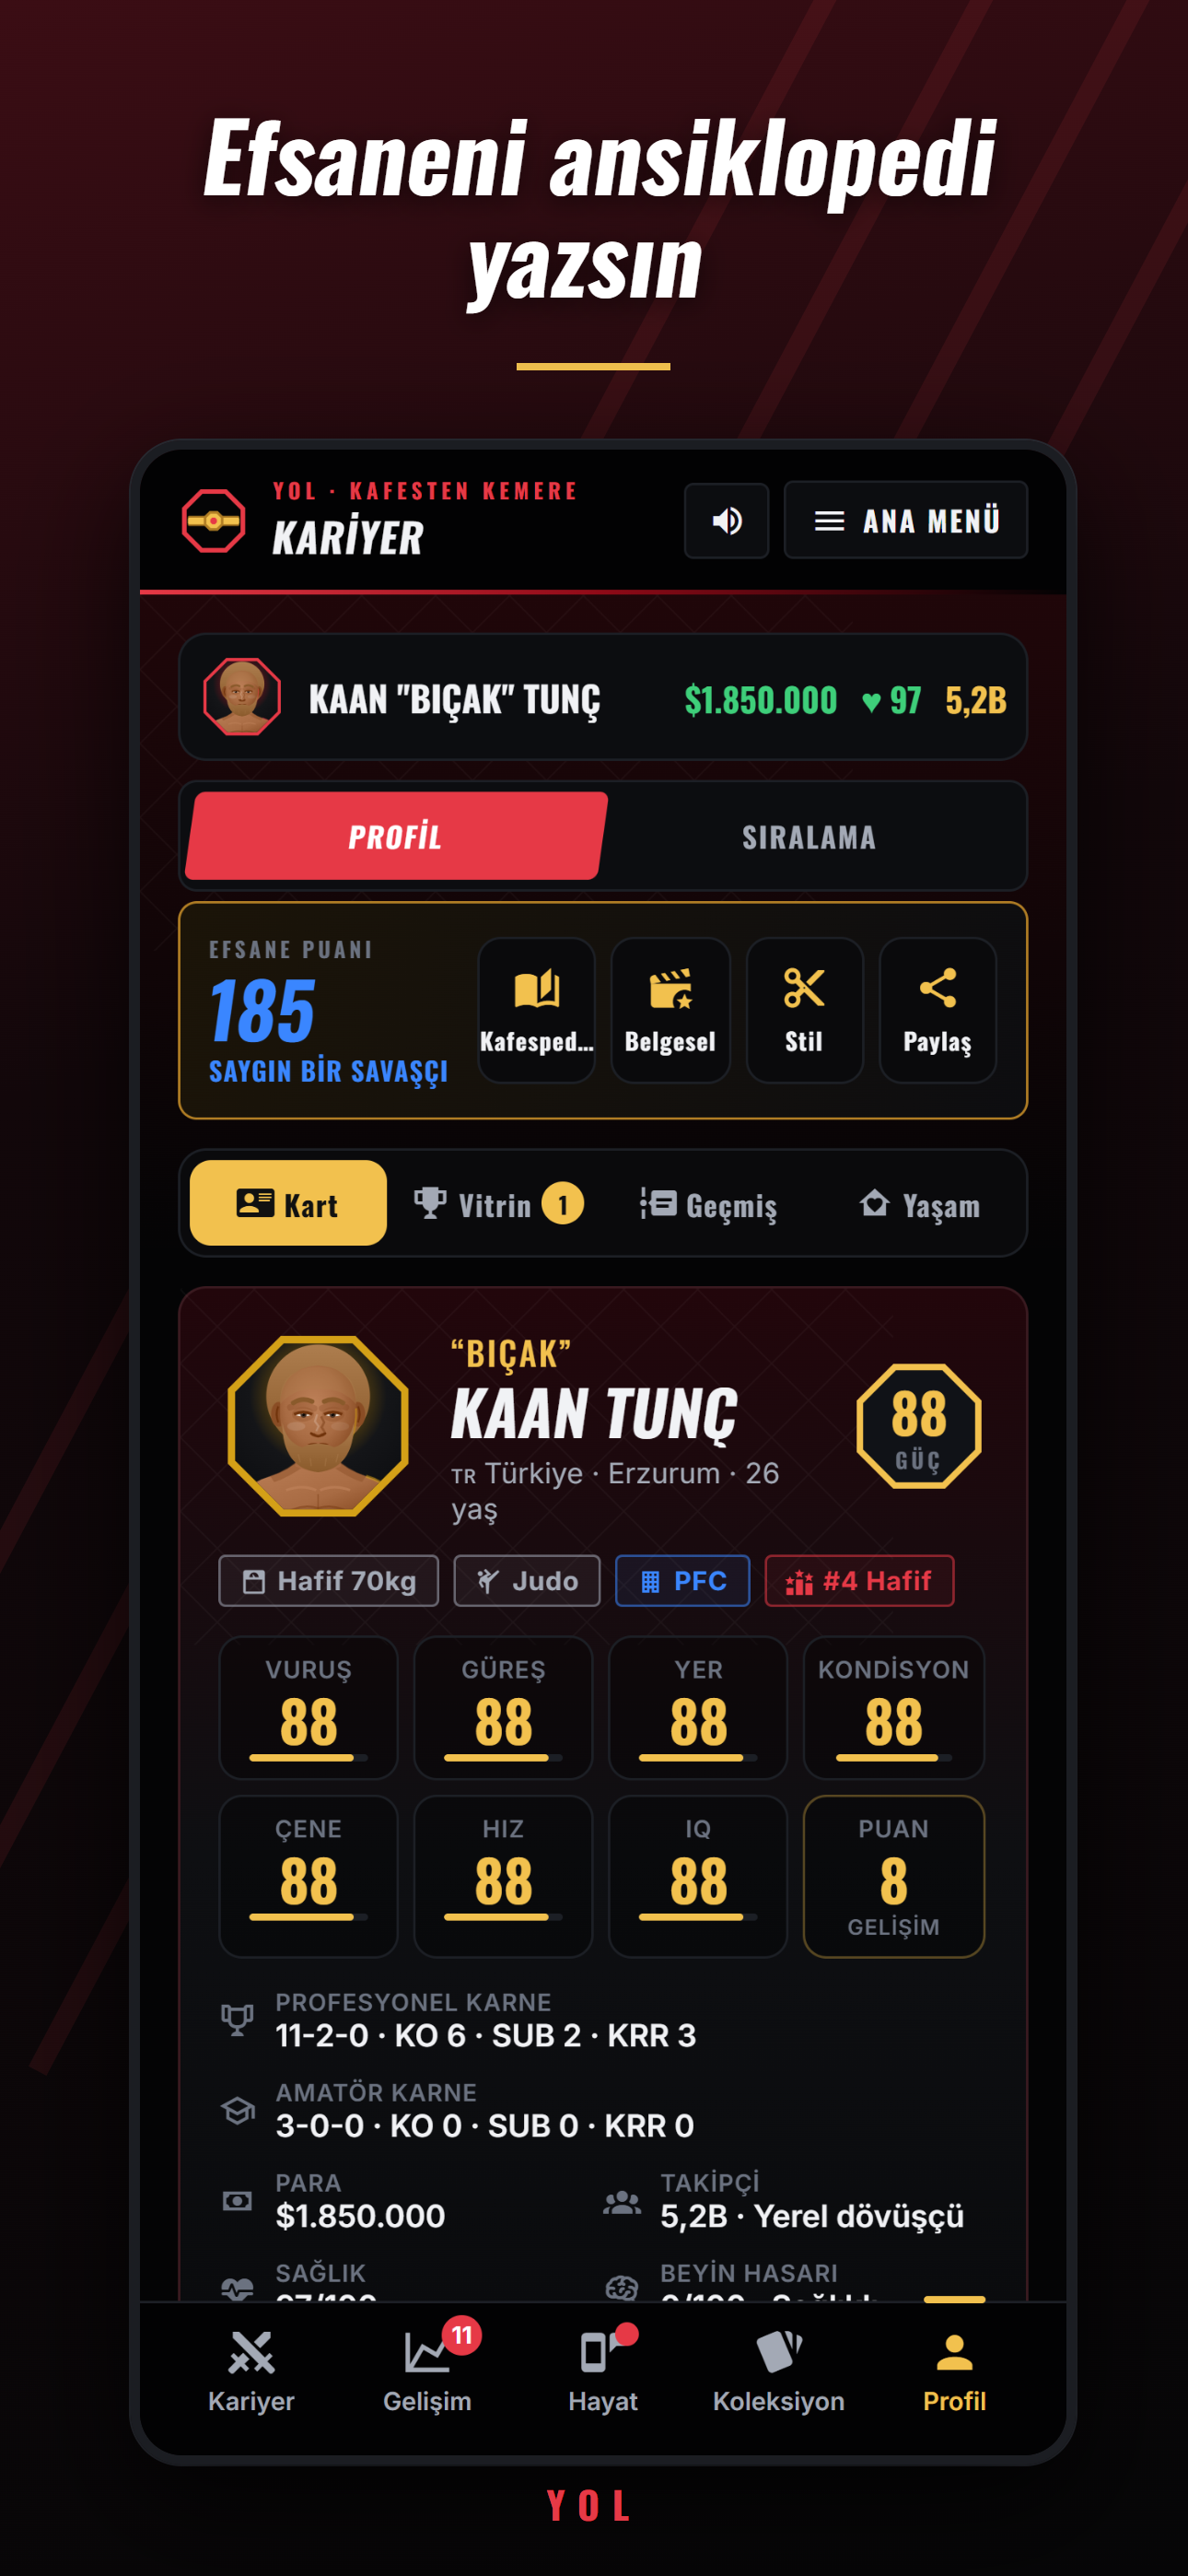 Efsaneni ansiklopedi
yazsın
YOL · KAFESTEN KEMERE
KARİYER
ANA MENÜ
KAAN "BIÇAK" TUNÇ
$1.850.000 ♥ 97 5,2B
PROFİL
SIRALAMA
EFSANE PUANI
185
SAYGIN BİR SAVAŞÇI
Kafesped...
Belgesel
Stil
Paylaş
Kart
Vitrin 1
Geçmiş
Yaşam
“BIÇAK”
KAAN TUNÇ
TR Türkiye · Erzurum · 26
yaş
88
GÜÇ
Hafif 70kg
Judo
PFC
#4 Hafif
VURUŞ
88
GÜREŞ
88
YER
88
KONDİSYON
88
ÇENE
88
HIZ
88
IQ
88
PUAN
8
GELİŞİM
PROFESYONEL KARNE
11-2-0 · KO 6 · SUB 2 · KRR 3
AMATÖR KARNE
3-0-0 · KO 0 · SUB 0 · KRR 0
PARA
$1.850.000
TAKİPÇİ
5,2B · Yerel dövüşçü
SAĞLIK
BEYİN HASARI
Kariyer
11
Gelişim
Hayat
Koleksiyon
Profil
YOL